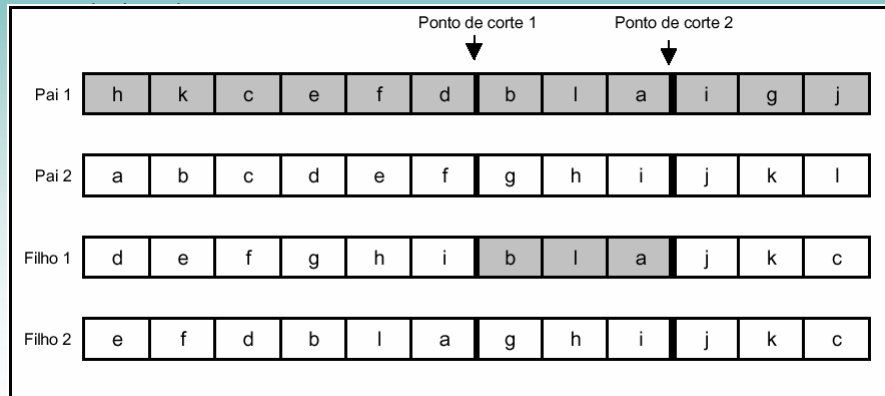 Ponto de corte 1 Ponto de corte 2
Pai 1 h k c e f d b l a i g j
Pai 2 a b c d e f g h i j k l
Filho 1 d e f g h i b l a j k c
Filho 2 e f d b l a g h i j k c